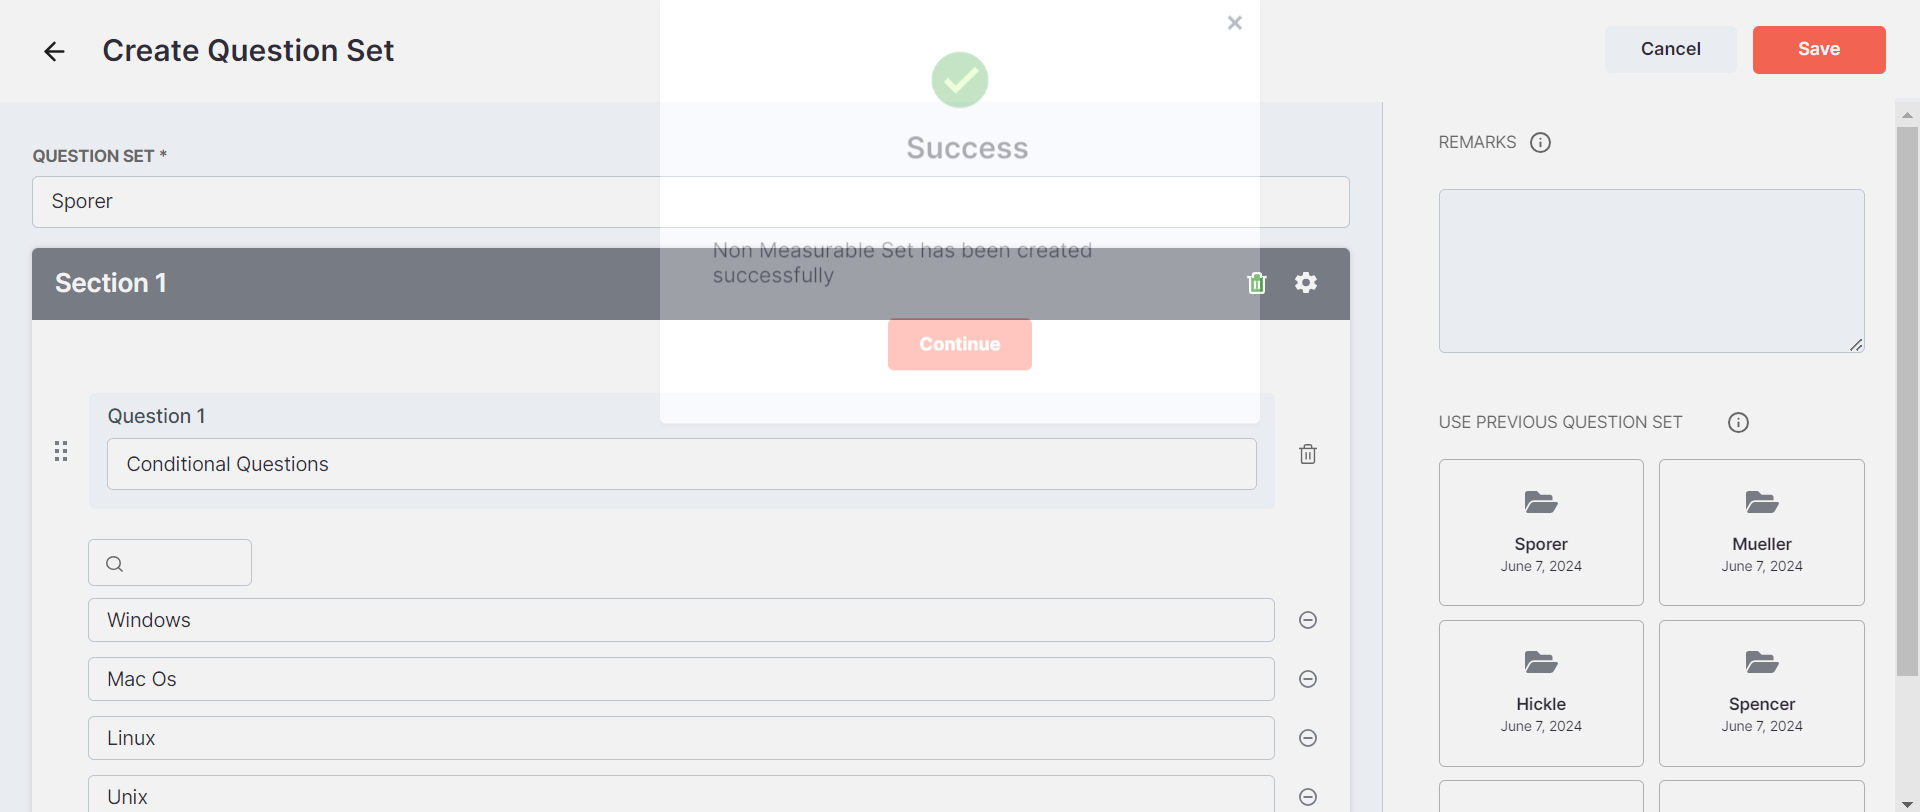 Create Question Set
Cancel
Save
Success
Non Measurable Set has been created
successfully
Continue
QUESTION SET *
Sporer
Section 1
Question 1
Conditional Questions
Windows
Mac Os
Linux
Unix
REMARKS
USE PREVIOUS QUESTION SET
Sporer
June 7, 2024
Mueller
June 7, 2024
Hickle
June 7, 2024
Spencer
June 7, 2024